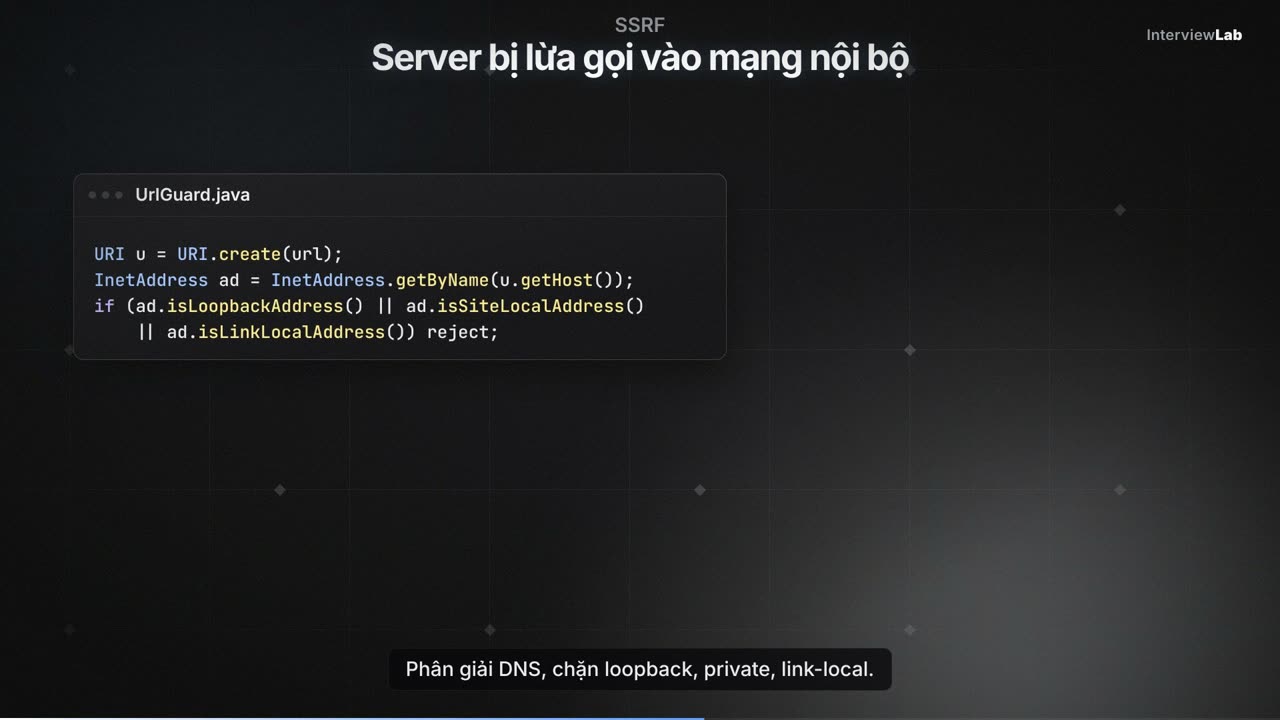 SSRF
Server bị lừa gọi vào mạng nội bộ
InterviewLab
UrlGuard.java
URI u = URI.create(url);
InetAddress ad = InetAddress.getByName(u.getHost());
if (ad.isLoopbackAddress() || ad.isSiteLocalAddress()
    || ad.isLinkLocalAddress()) reject;
Phân giải DNS, chặn loopback, private, link-local.